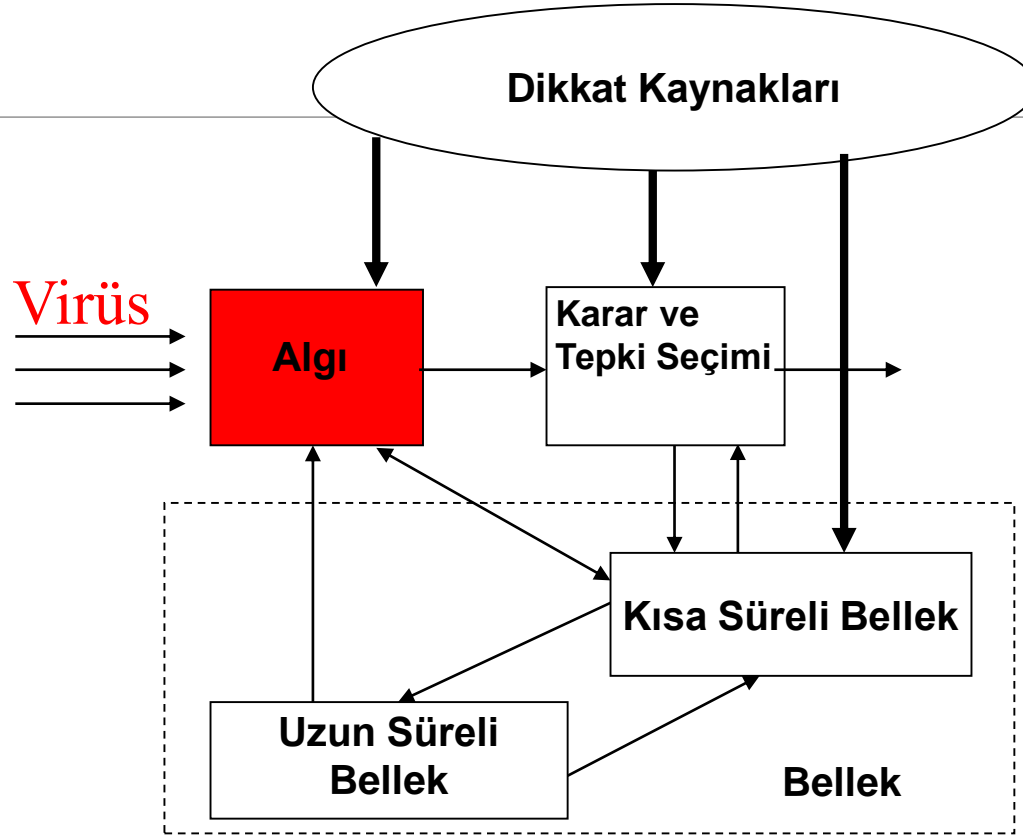 Dikkat Kaynakları
Virüs
Algı
Karar ve
Tepki Seçimi
Kısa Süreli Bellek
Uzun Süreli
Bellek
Bellek